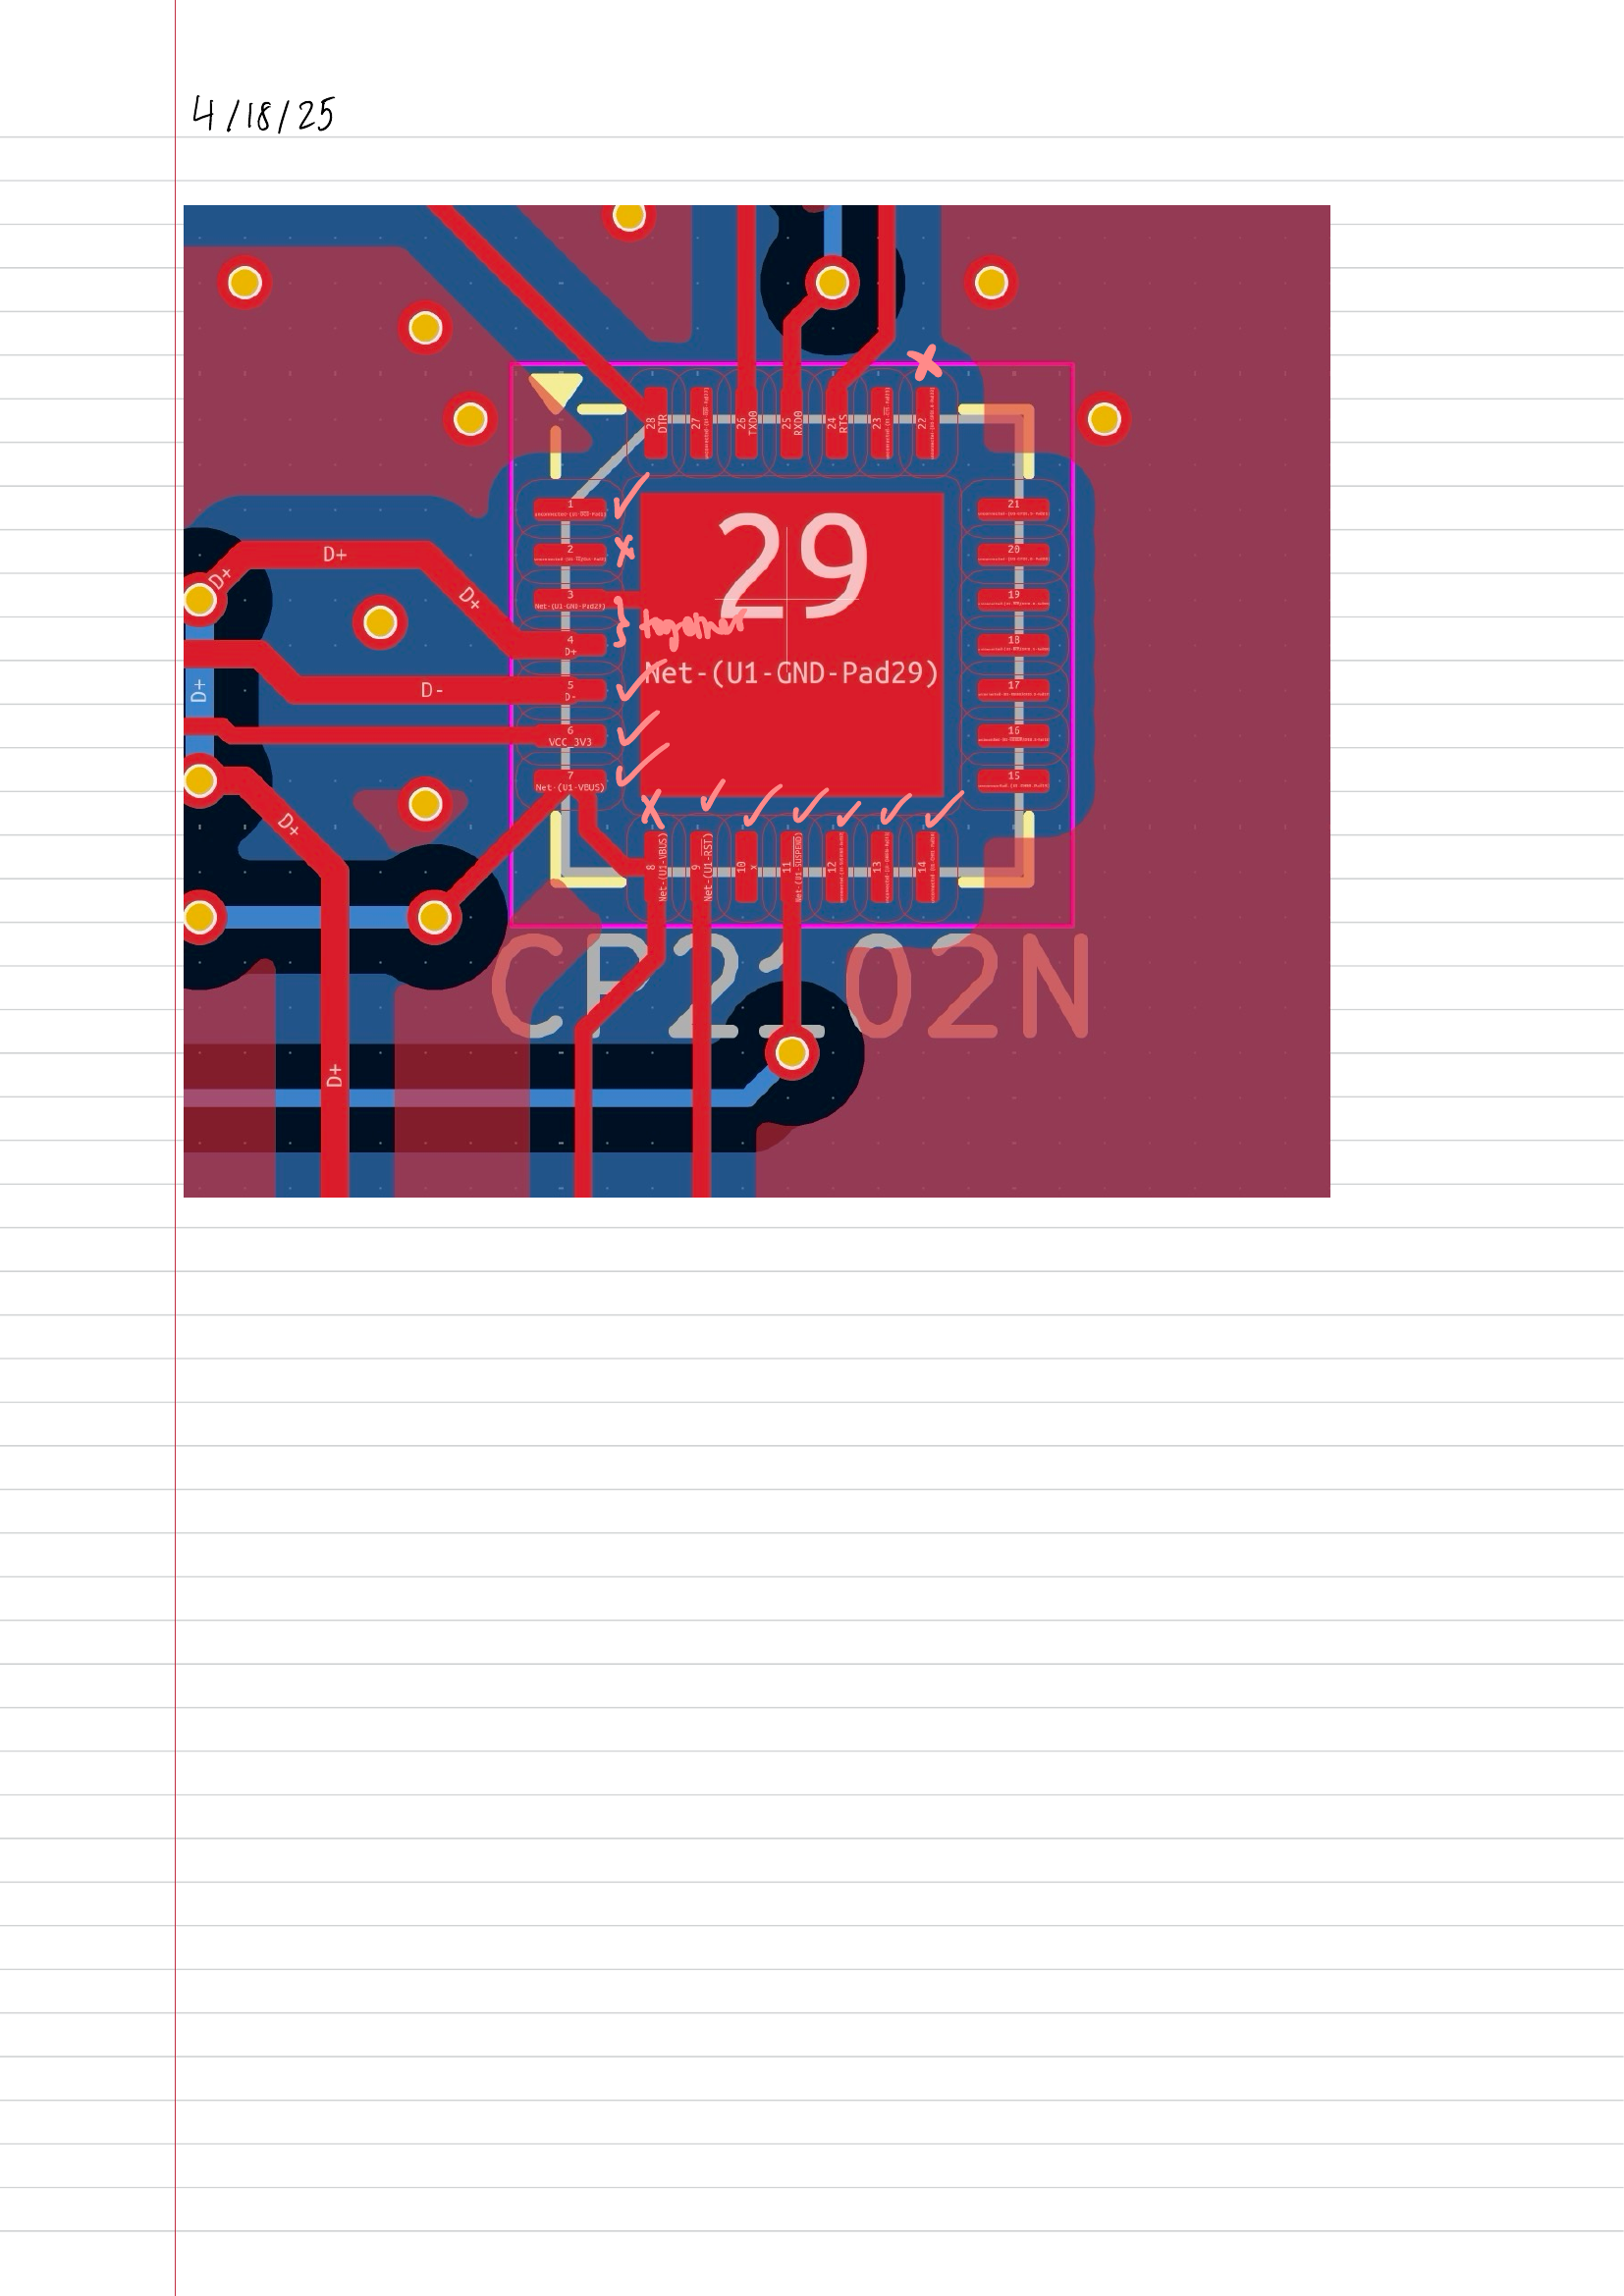 4/18/25
28 DTR
27
26 TXD0
25 RXD0
24 RTS
23
22
1
2
3
Net-(U1-GND-Pad29)
4
D+
5
D-
6
VCC_3V3
7
Net-(U1-VBUS)
21
20
19
18
17
16
15
29
together
Net-(U1-GND-Pad29)
D+
D+
D+
D+
D-
D+
D+
8 Net-(U1-VBUS)
9 Net-(U1-RST)
10 x
11 Net-(U1-SUSPEND)
12
13
14
CP2102N